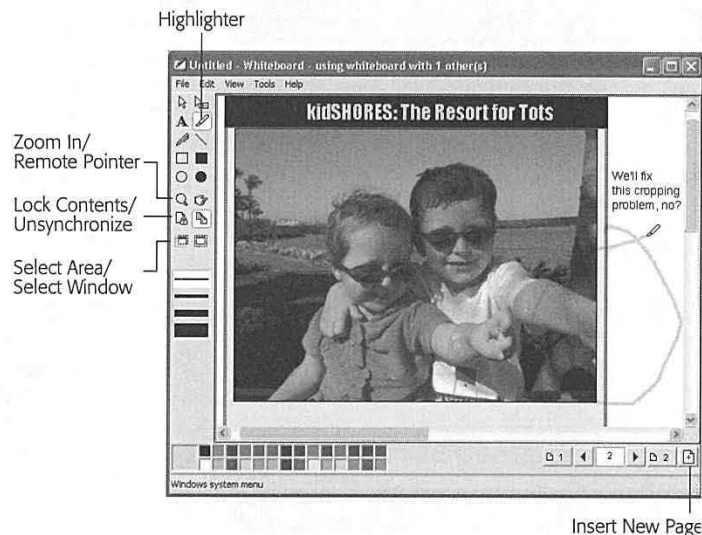 Highlighter
Untitled - Whiteboard - using whiteboard with 1 other(s)
File Edit View Tools Help
A
kidSHORES: The Resort for Tots
Zoom In/
Remote Pointer
We'll fix
this cropping
problem, no?
Lock Contents/
Unsynchronize
Select Area/
Select Window
1 2 2
Windows system menu
Insert New Page